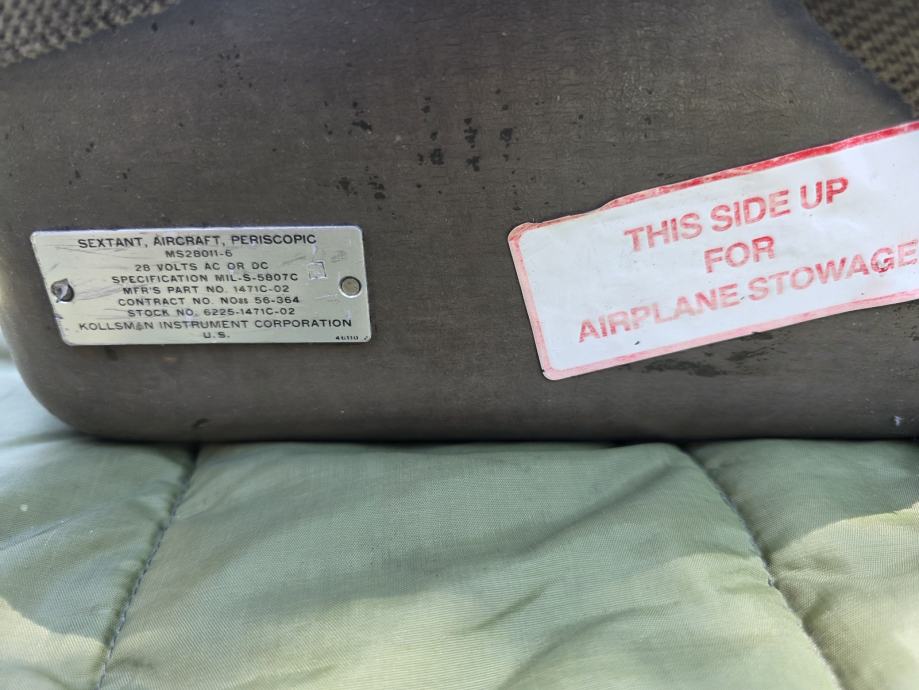 SEXTANT, AIRCRAFT, PERISCOPIC
MS28011-6
28 VOLTS AC OR DC
SPECIFICATION MIL-S-5807C
MFR'S PART NO. 1471C-02
CONTRACT NO. NOas 56-364
STOCK NO. 6225-1471C-02
KOLLSMAN INSTRUMENT CORPORATION
U.S.
THIS SIDE UP
FOR
AIRPLANE STOWAGE